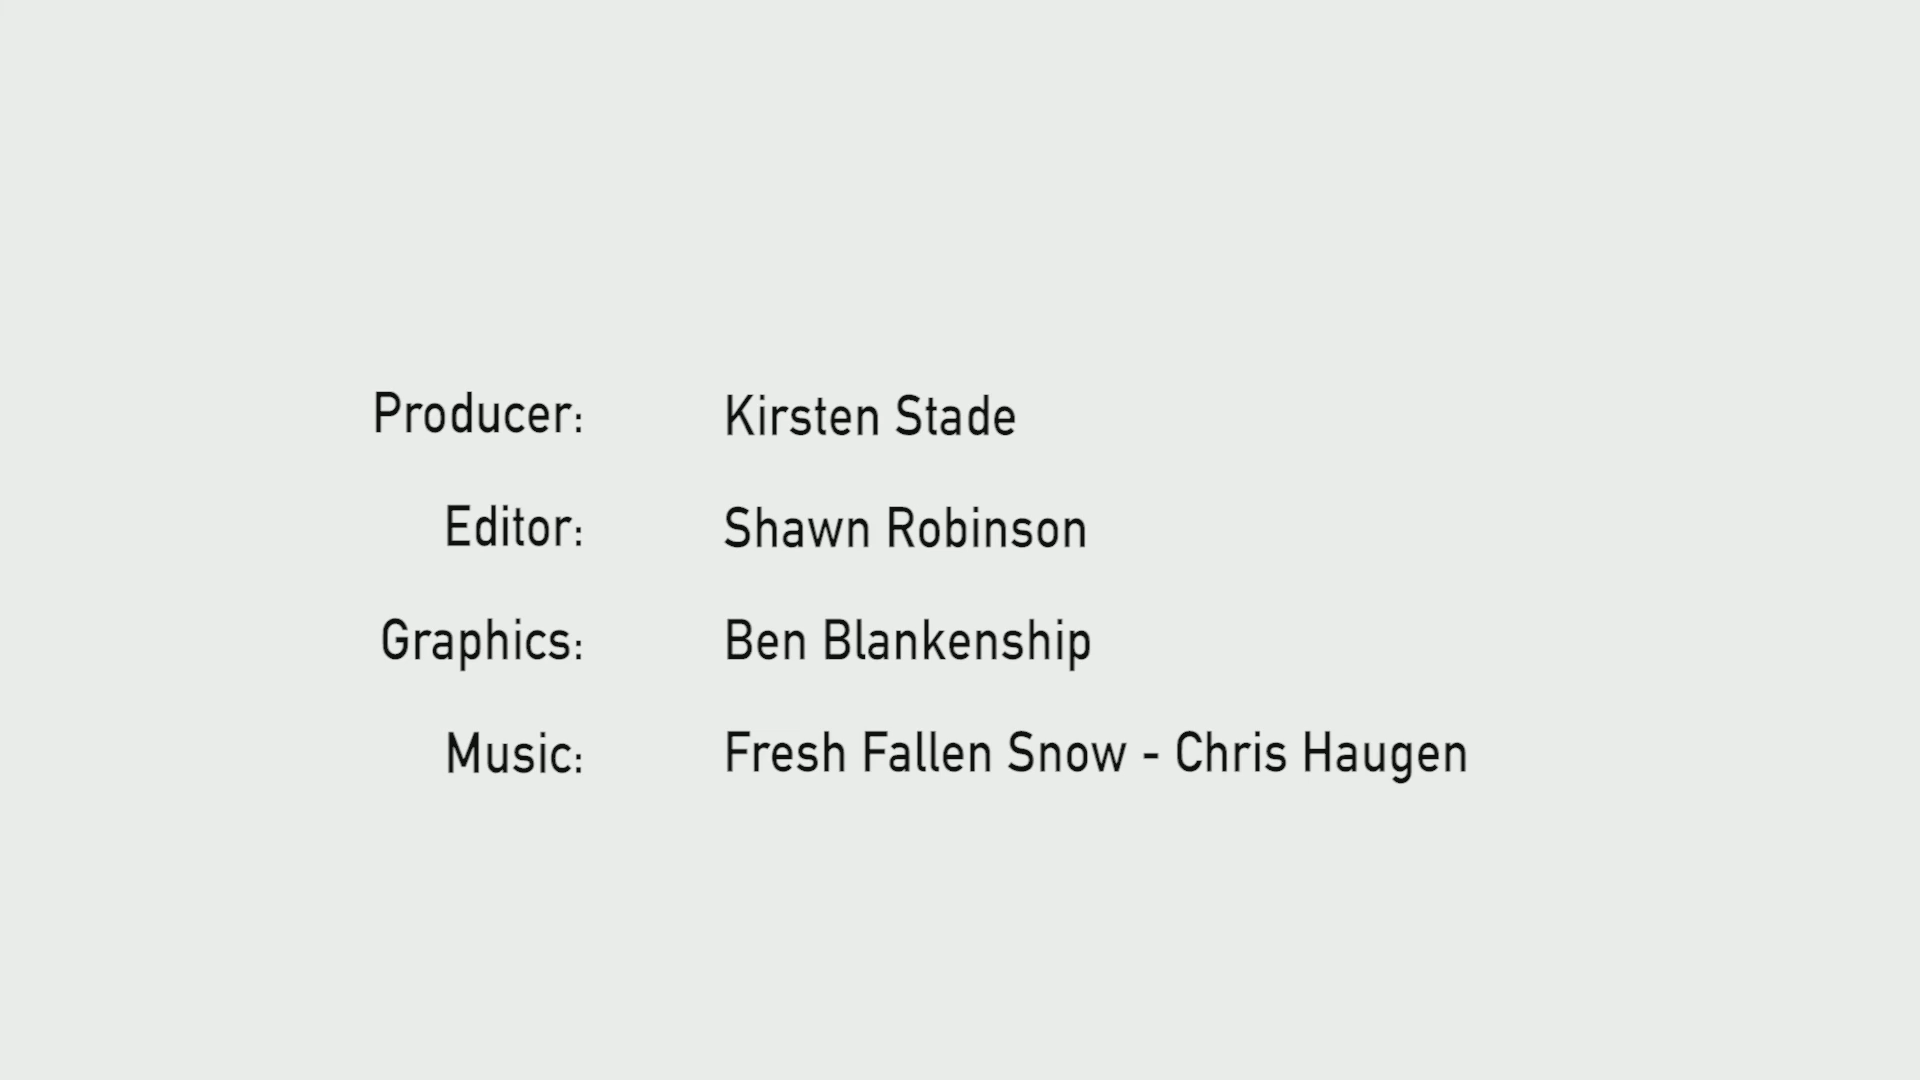 Producer: Kirsten Stade
Editor: Shawn Robinson
Graphics: Ben Blankenship
Music: Fresh Fallen Snow - Chris Haugen